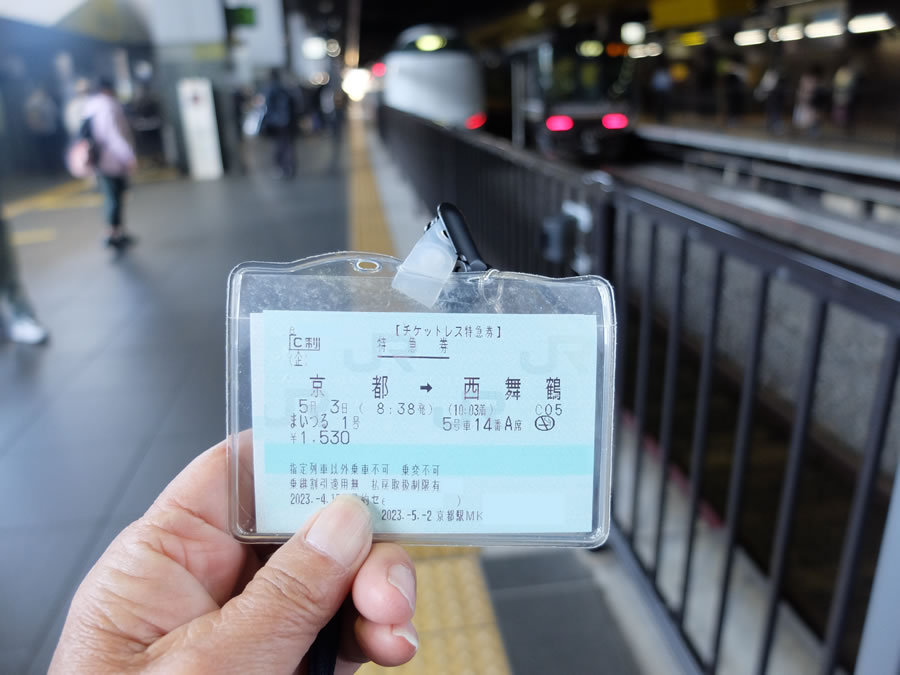 【チケットレス特急券】
C制
特急券
(企)
京都 → 西舞鶴
5月 3日 ( 8:38発) (10:03着) C05
まいづる 1号 5号車14番A席
¥1,530
指定列車以外乗車不可 乗変不可
乗継割引適用無 払戻取扱制限有
2023.-5.-2 京都駅MK